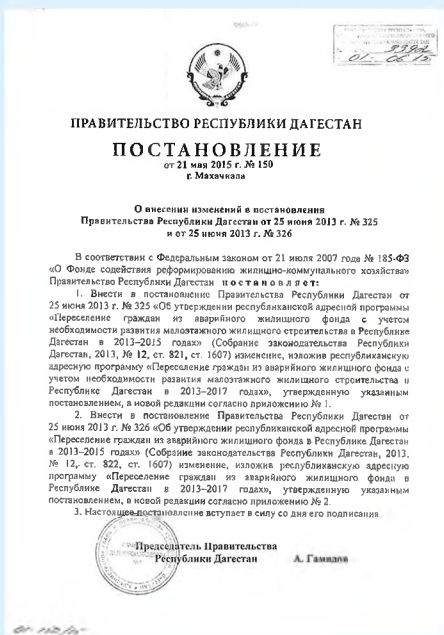 3392
01-06 15
ПРАВИТЕЛЬСТВО РЕСПУБЛИКИ ДАГЕСТАН
ПОСТАНОВЛЕНИЕ
от 21 мая 2015 г. № 150
г. Махачкала
О внесении изменений в постановления
Правительства Республики Дагестан от 25 июня 2013 г. № 325
и от 25 июня 2013 г. № 326
В соответствии с Федеральным законом от 21 июля 2007 года № 185-ФЗ
«О Фонде содействия реформированию жилищно-коммунального хозяйства»
Правительство Республики Дагестан постановляет:
1. Внести в постановление Правительства Республики Дагестан от
25 июня 2013 г. № 325 «Об утверждении республиканской адресной программы
«Переселение граждан из аварийного жилищного фонда с учетом
необходимости развития малоэтажного жилищного строительства в Республике
Дагестан в 2013–2015 годах» (Собрание законодательства Республики
Дагестан, 2013, № 12, ст. 821, ст. 1607) изменение, изложив республиканскую
адресную программу «Переселение граждан из аварийного жилищного фонда с
учетом необходимости развития малоэтажного жилищного строительства в
Республике Дагестан в 2013–2017 годах», утвержденную указанным
постановлением, в новой редакции согласно приложению № 1.
2. Внести в постановление Правительства Республики Дагестан от
25 июня 2013 г. № 326 «Об утверждении республиканской адресной программы
«Переселение граждан из аварийного жилищного фонда в Республике Дагестан
в 2013–2015 годах» (Собрание законодательства Республики Дагестан, 2013,
№ 12,. ст. 822, ст. 1607) изменение, изложив республиканскую адресную
программу «Переселение граждан из аварийного жилищного фонда в
Республике Дагестан в 2013–2017 годах», утвержденную указанным
постановлением, в новой редакции согласно приложению № 2.
3. Настоящее постановление вступает в силу со дня его подписания.
Председатель Правительства
Республики Дагестан А. Гамидов